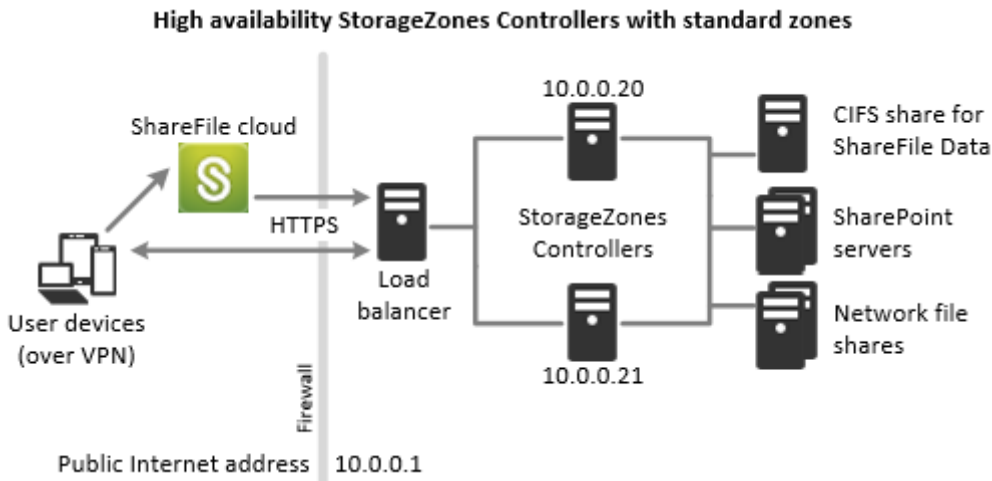 High availability StorageZones Controllers with standard zones
10.0.0.20
ShareFile cloud
CIFS share for
ShareFile Data
HTTPS
StorageZones
Controllers
SharePoint
servers
Load
balancer
User devices
(over VPN)
Network file
shares
10.0.0.21
Firewall
Public Internet address
10.0.0.1